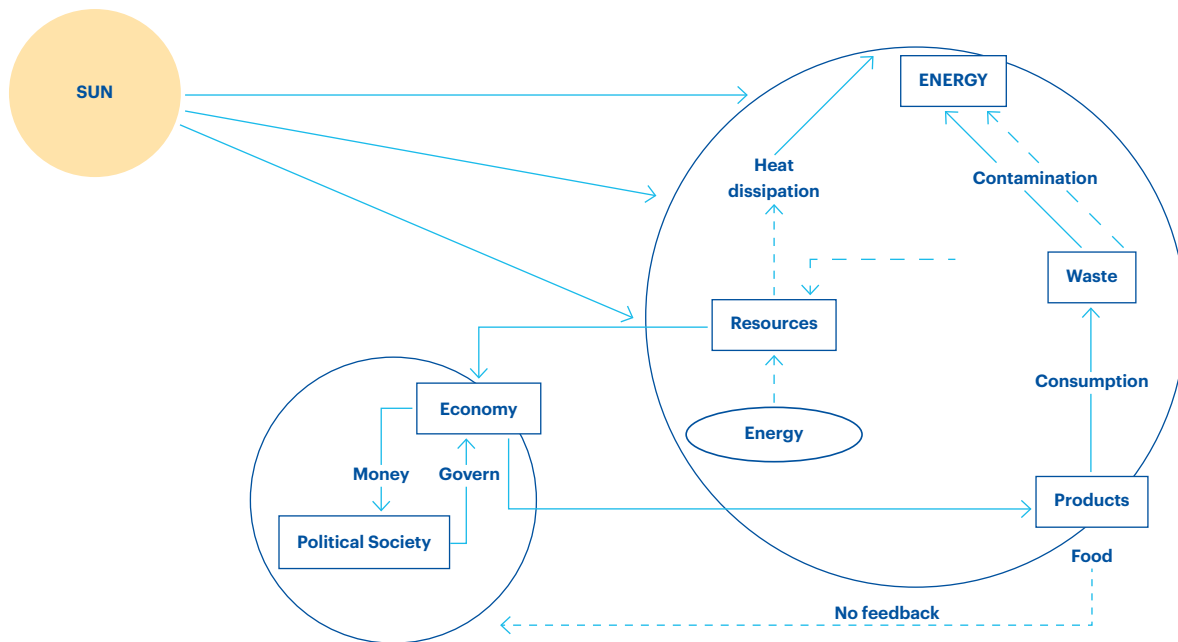 SUN
ENERGY
Heat
dissipation
Contamination
Waste
Resources
Consumption
Economy
Energy
Money
Govern
Products
Political Society
Food
No feedback